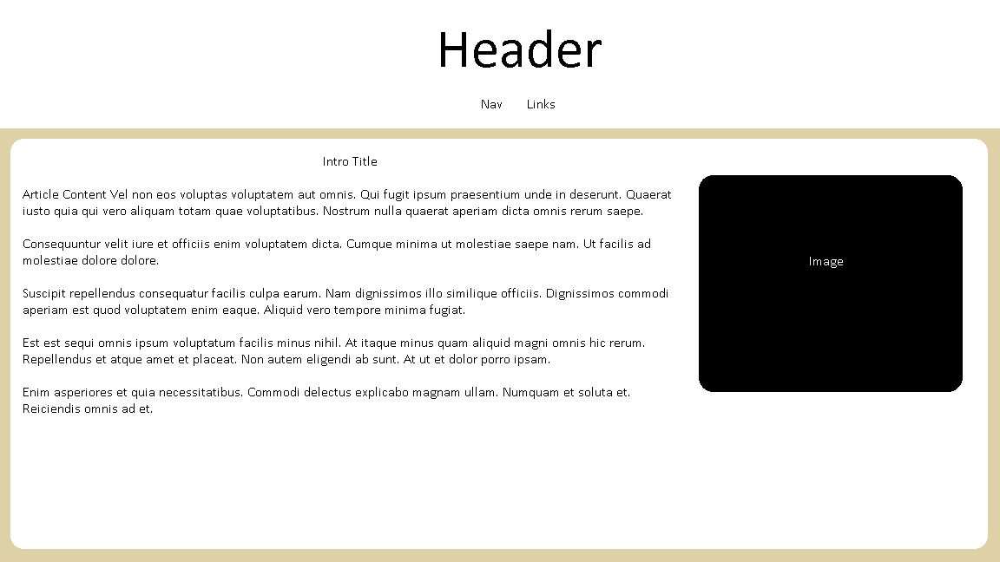 Header
Nav Links
Intro Title
Article Content Vel non eos voluptas voluptatem aut omnis. Qui fugit ipsum praesentium unde in deserunt. Quaerat
iusto quia qui vero aliquam totam quae voluptatibus. Nostrum nulla quaerat aperiam dicta omnis rerum saepe.
Consequuntur velit iure et officiis enim voluptatem dicta. Cumque minima ut molestiae saepe nam. Ut facilis ad
molestiae dolore dolore.
Suscipit repellendus consequatur facilis culpa earum. Nam dignissimos illo similique officiis. Dignissimos commodi
aperiam est quod voluptatem enim eaque. Aliquid vero tempore minima fugiat.
Est est sequi omnis ipsum voluptatum facilis minus nihil. At itaque minus quam aliquid magni omnis hic rerum.
Repellendus et atque amet et placeat. Non autem eligendi ab sunt. At ut et dolor porro ipsam.
Enim asperiores et quia necessitatibus. Commodi delectus explicabo magnam ullam. Numquam et soluta et.
Reiciendis omnis ad et.
Image